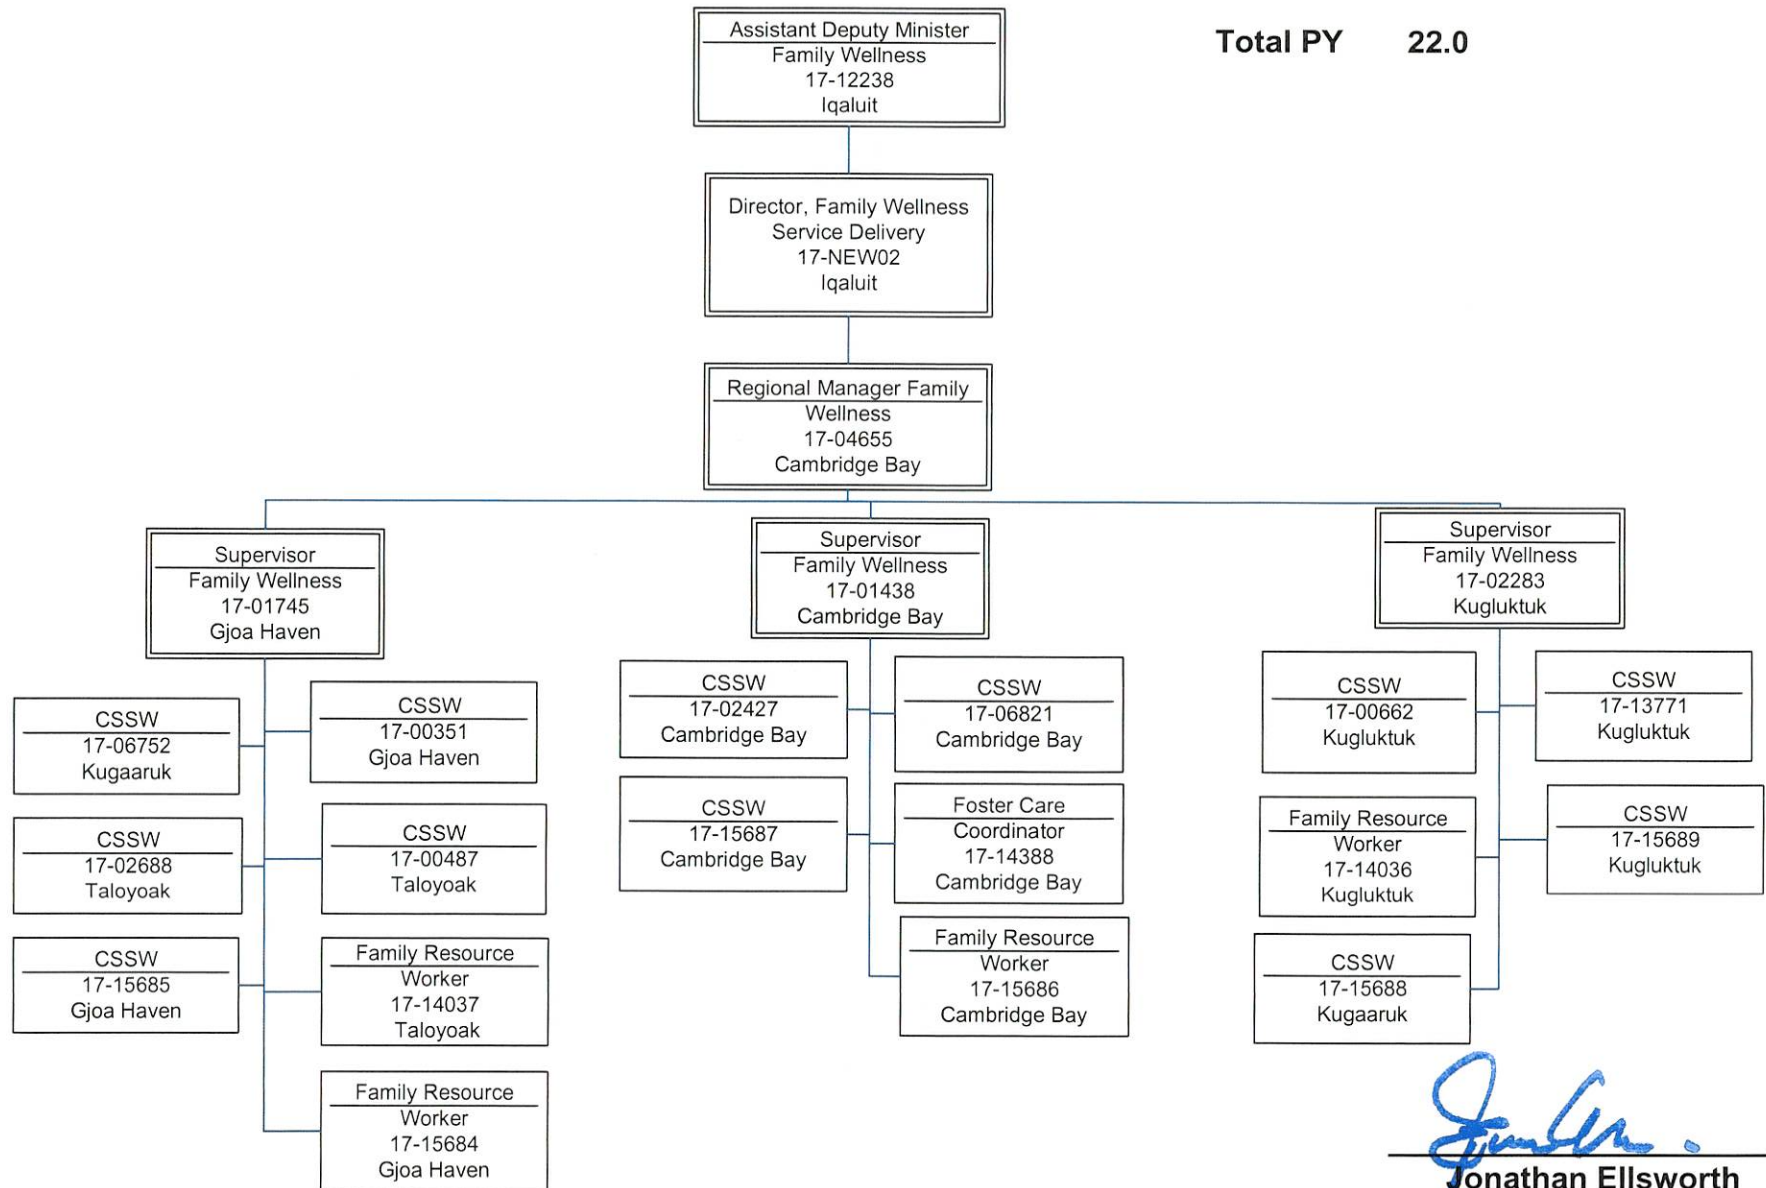 Total PY 22.0
Assistant Deputy Minister
Family Wellness
17-12238
Iqaluit
Director, Family Wellness
Service Delivery
17-NEW02
Iqaluit
Regional Manager Family
Wellness
17-04655
Cambridge Bay
Supervisor
Family Wellness
17-01745
Gjoa Haven
CSSW
17-06752
Kugaaruk
CSSW
17-00351
Gjoa Haven
CSSW
17-02688
Taloyoak
CSSW
17-00487
Taloyoak
CSSW
17-15685
Gjoa Haven
Family Resource
Worker
17-14037
Taloyoak
Family Resource
Worker
17-15684
Gjoa Haven
Supervisor
Family Wellness
17-01438
Cambridge Bay
CSSW
17-02427
Cambridge Bay
CSSW
17-06821
Cambridge Bay
CSSW
17-15687
Cambridge Bay
Foster Care
Coordinator
17-14388
Cambridge Bay
Family Resource
Worker
17-15686
Cambridge Bay
Supervisor
Family Wellness
17-02283
Kugluktuk
CSSW
17-00662
Kugluktuk
CSSW
17-13771
Kugluktuk
Family Resource
Worker
17-14036
Kugluktuk
CSSW
17-15689
Kugluktuk
CSSW
17-15688
Kugaaruk
Jonathan Ellsworth